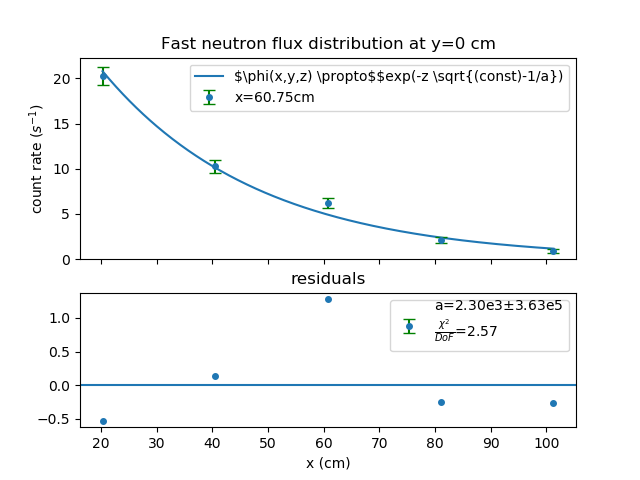 Fast neutron flux distribution at y=0 cm
$\phi(x,y,z) \propto$$exp(-z \sqrt{(const)-1/a})
x=60.75cm
count rate (s⁻¹)
20
15
10
5
0
residuals
a=2.30e3±3.63e5
χ²/DoF=2.57
1.0
0.5
0.0
−0.5
20 30 40 50 60 70 80 90 100
x (cm)